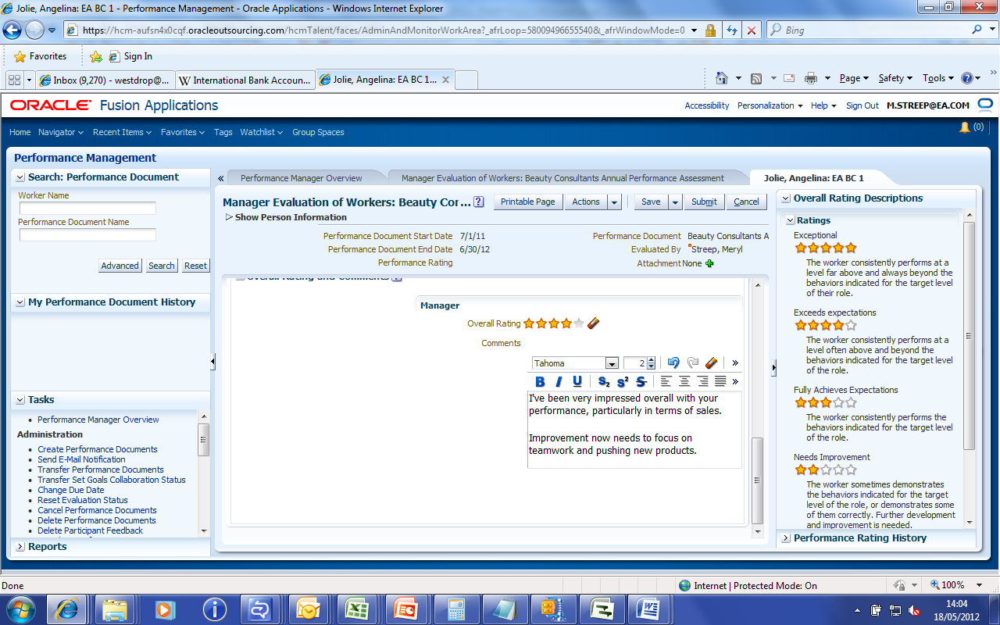 Jolie, Angelina: EA BC 1 - Performance Management - Oracle Applications - Windows Internet Explorer
https://hcm-aufsn4x0cqf.oracleoutsourcing.com/hcmTalent/faces/AdminAndMonitorWorkArea?_afrLoop=58009496655540&_afrWindowMode=0
Bing
Favorites
Sign In
Inbox (9,270) - westdrop@...
International Bank Accoun...
Jolie, Angelina: EA BC 1...
Page
Safety
Tools
ORACLE Fusion Applications
Accessibility Personalization Help Sign Out M.STREEP@EA.COM
Home Navigator Recent Items Favorites Tags Watchlist Group Spaces
(0)
Performance Management
Search: Performance Document
Worker Name
Performance Document Name
Advanced Search Reset
My Performance Document History
Tasks
Performance Manager Overview
Administration
Create Performance Documents
Send E-Mail Notification
Transfer Performance Documents
Transfer Set Goals Collaboration Status
Change Due Date
Reset Evaluation Status
Cancel Performance Documents
Delete Performance Documents
Delete Participant Feedback
Reports
Performance Manager Overview
Manager Evaluation of Workers: Beauty Consultants Annual Performance Assessment
Jolie, Angelina: EA BC 1
Manager Evaluation of Workers: Beauty Cor ...
Printable Page Actions Save Submit Cancel
Show Person Information
Performance Document Start Date 7/1/11
Performance Document End Date 6/30/12
Performance Rating
Performance Document Beauty Consultants A
Evaluated By Streep, Meryl
Attachment None
Overall Rating and Comments
Manager
Overall Rating
Comments
Tahoma 2
B I U S2 S2 S
I've been very impressed overall with your
performance, particularly in terms of sales.
Improvement now needs to focus on
teamwork and pushing new products.
Overall Rating Descriptions
Ratings
Exceptional
The worker consistently performs at a
level far above and always beyond the
behaviors indicated for the target level
of their role.
Exceeds expectations
The worker consistently performs at a
level often above and beyond the
behaviors indicated for the target level
of the role.
Fully Achieves Expectations
The worker consistently performs the
behaviors indicated for the target level
of the role.
Needs Improvement
The worker sometimes demonstrates
the behaviors indicated for the target
level of the role, or demonstrates some
of them correctly. Further development
and improvement is needed.
Performance Rating History
Done
Internet | Protected Mode: On
100%
14:04
18/05/2012